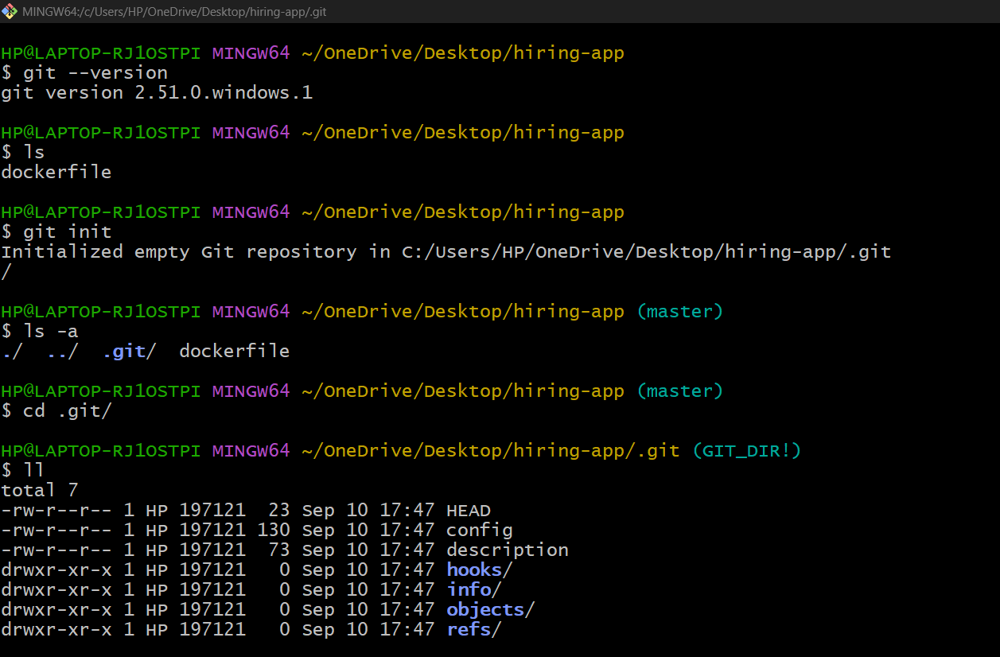 MINGW64:/c/Users/HP/OneDrive/Desktop/hiring-app/.git
HP@LAPTOP-RJ1OSTPI MINGW64 ~/OneDrive/Desktop/hiring-app
$ git --version
git version 2.51.0.windows.1
HP@LAPTOP-RJ1OSTPI MINGW64 ~/OneDrive/Desktop/hiring-app
$ ls
dockerfile
HP@LAPTOP-RJ1OSTPI MINGW64 ~/OneDrive/Desktop/hiring-app
$ git init
Initialized empty Git repository in C:/Users/HP/OneDrive/Desktop/hiring-app/.git
/
HP@LAPTOP-RJ1OSTPI MINGW64 ~/OneDrive/Desktop/hiring-app (master)
$ ls -a
./  ../  .git/  dockerfile
HP@LAPTOP-RJ1OSTPI MINGW64 ~/OneDrive/Desktop/hiring-app (master)
$ cd .git/
HP@LAPTOP-RJ1OSTPI MINGW64 ~/OneDrive/Desktop/hiring-app/.git (GIT_DIR!)
$ ll
total 7
-rw-r--r-- 1 HP 197121  23 Sep 10 17:47 HEAD
-rw-r--r-- 1 HP 197121 130 Sep 10 17:47 config
-rw-r--r-- 1 HP 197121  73 Sep 10 17:47 description
drwxr-xr-x 1 HP 197121   0 Sep 10 17:47 hooks/
drwxr-xr-x 1 HP 197121   0 Sep 10 17:47 info/
drwxr-xr-x 1 HP 197121   0 Sep 10 17:47 objects/
drwxr-xr-x 1 HP 197121   0 Sep 10 17:47 refs/